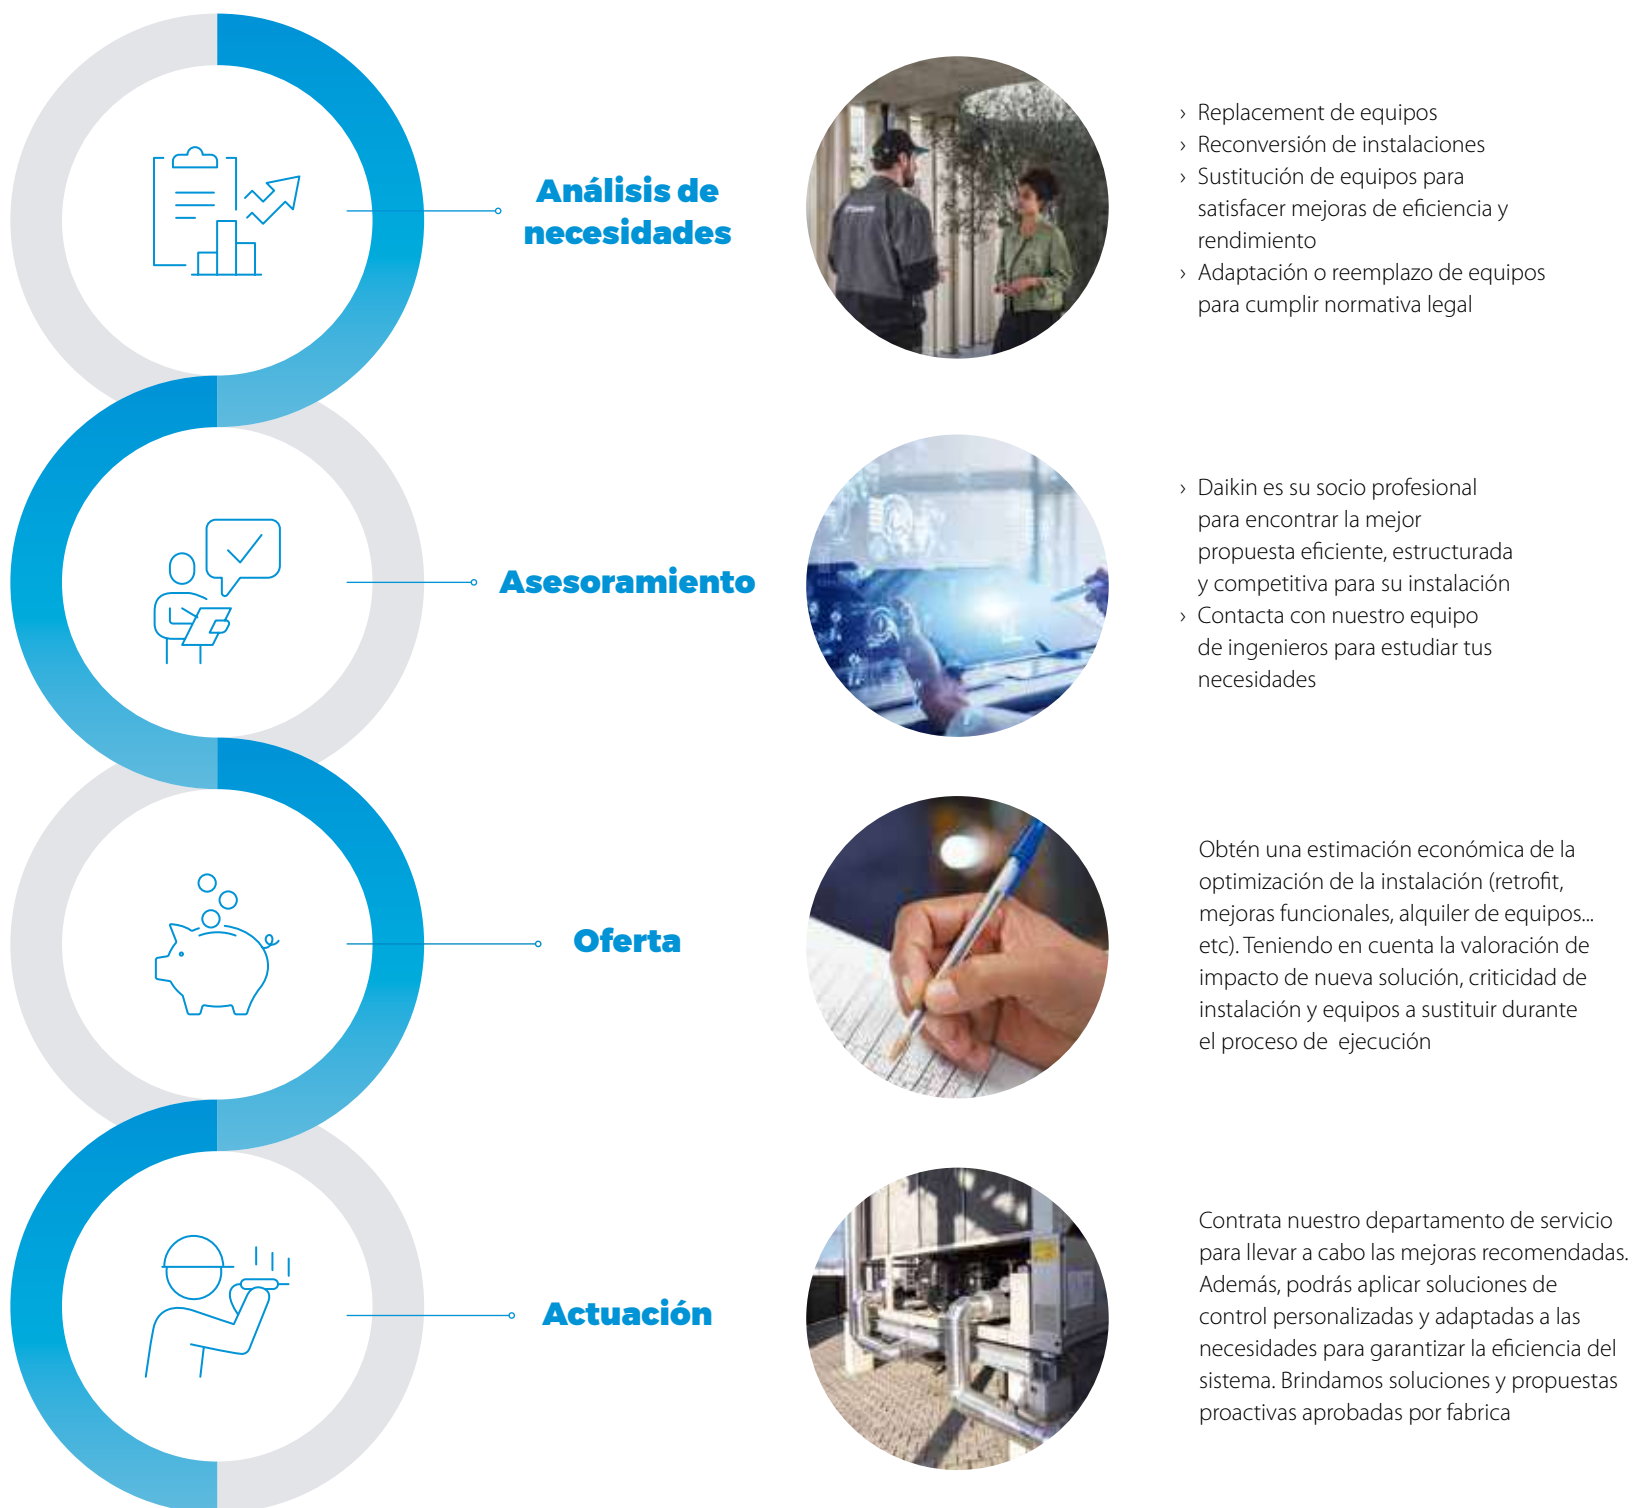 Análisis de
necesidades
› Replacement de equipos
› Reconversión de instalaciones
› Sustitución de equipos para
satisfacer mejoras de eficiencia y
rendimiento
› Adaptación o reemplazo de equipos
para cumplir normativa legal
Asesoramiento
› Daikin es su socio profesional
para encontrar la mejor
propuesta eficiente, estructurada
y competitiva para su instalación
› Contacta con nuestro equipo
de ingenieros para estudiar tus
necesidades
Oferta
Obtén una estimación económica de la
optimización de la instalación (retrofit,
mejoras funcionales, alquiler de equipos...
etc). Teniendo en cuenta la valoración de
impacto de nueva solución, criticidad de
instalación y equipos a sustituir durante
el proceso de ejecución
Actuación
Contrata nuestro departamento de servicio
para llevar a cabo las mejoras recomendadas.
Además, podrás aplicar soluciones de
control personalizadas y adaptadas a las
necesidades para garantizar la eficiencia del
sistema. Brindamos soluciones y propuestas
proactivas aprobadas por fabrica